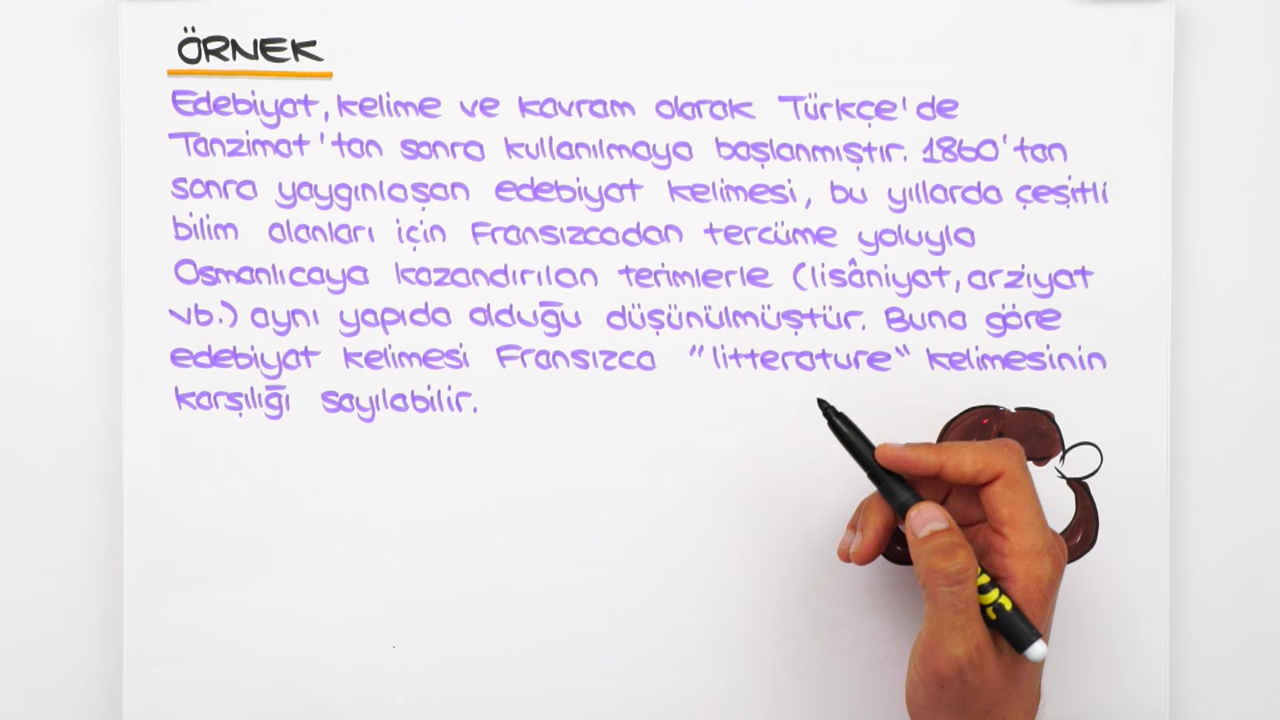 ÖRNEK
Edebiyat, kelime ve kavram olarak Türkçe'de
Tanzimat'tan sonra kullanılmaya başlanmıştır. 1860'tan
sonra yaygınlaşan edebiyat kelimesi, bu yıllarda çeşitli
bilim alanları için Fransızcadan tercüme yoluyla
Osmanlıcaya kazandırılan terimlerle (lisâniyat, arziyat
vb.) aynı yapıda olduğu düşünülmüştür. Buna göre
edebiyat kelimesi Fransızca "litterature" kelimesinin
karşılığı sayılabilir.